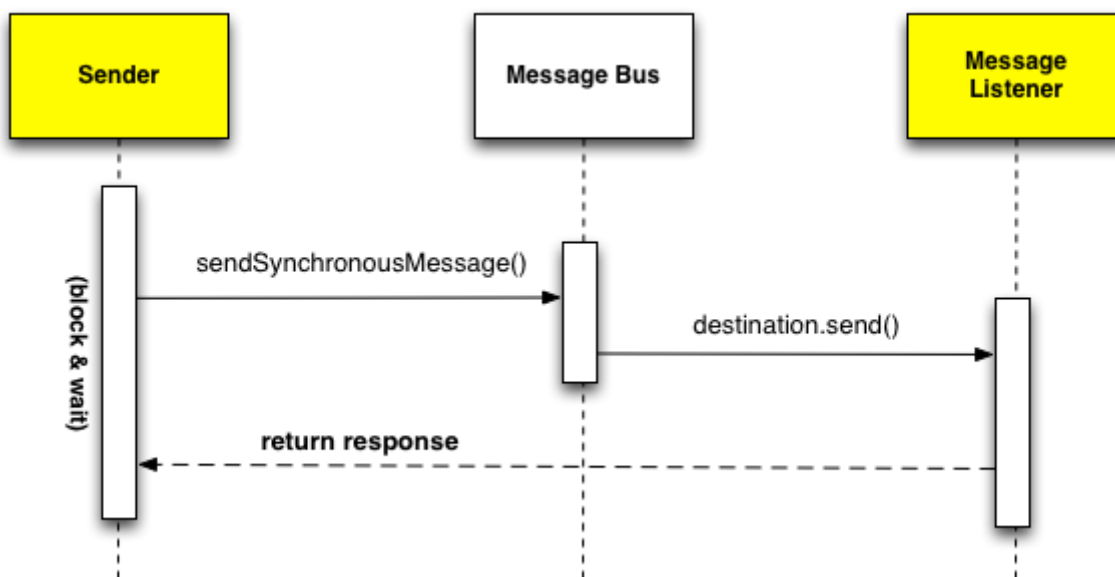 Sender
Message Bus
Message
Listener
sendSynchronousMessage()
(block & wait)
destination.send()
return response